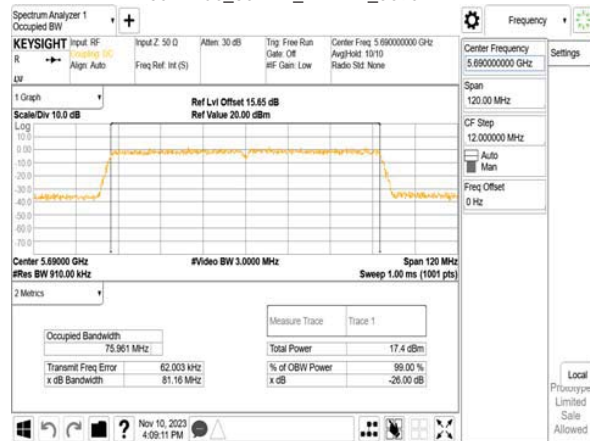 Spectrum Analyzer 1
Occupied BW
Frequency
KEYSIGHT
Input: RF
Coupling: DC
Align: Auto
Input Z: 50 Ω
Freq Ref: Int (S)
Atten: 30 dB
Trig: Free Run
Gate: Off
#IF Gain: Low
Center Freq: 5.690000000 GHz
Avg|Hold: 10/10
Radio Std: None
R
LXI
1 Graph
Scale/Div 10.0 dB
Ref Lvl Offset 15.65 dB
Ref Value 20.00 dBm
Log
10.0
0.00
-10.0
-20.0
-30.0
-40.0
-50.0
-60.0
-70.0
Center 5.69000 GHz
#Res BW 910.00 kHz
#Video BW 3.0000 MHz
Span 120 MHz
Sweep 1.00 ms (1001 pts)
2 Metrics
Measure Trace Trace 1
Occupied Bandwidth
75.961 MHz
Total Power 17.4 dBm
Transmit Freq Error 62.003 kHz
% of OBW Power 99.00 %
x dB Bandwidth 81.16 MHz
x dB -26.00 dB
Nov 10, 2023
4:09:11 PM
Center Frequency
5.690000000 GHz
Settings
Span
120.00 MHz
CF Step
12.000000 MHz
Auto
Man
Freq Offset
0 Hz
Local
Prototype
Limited
Sale
Allowed